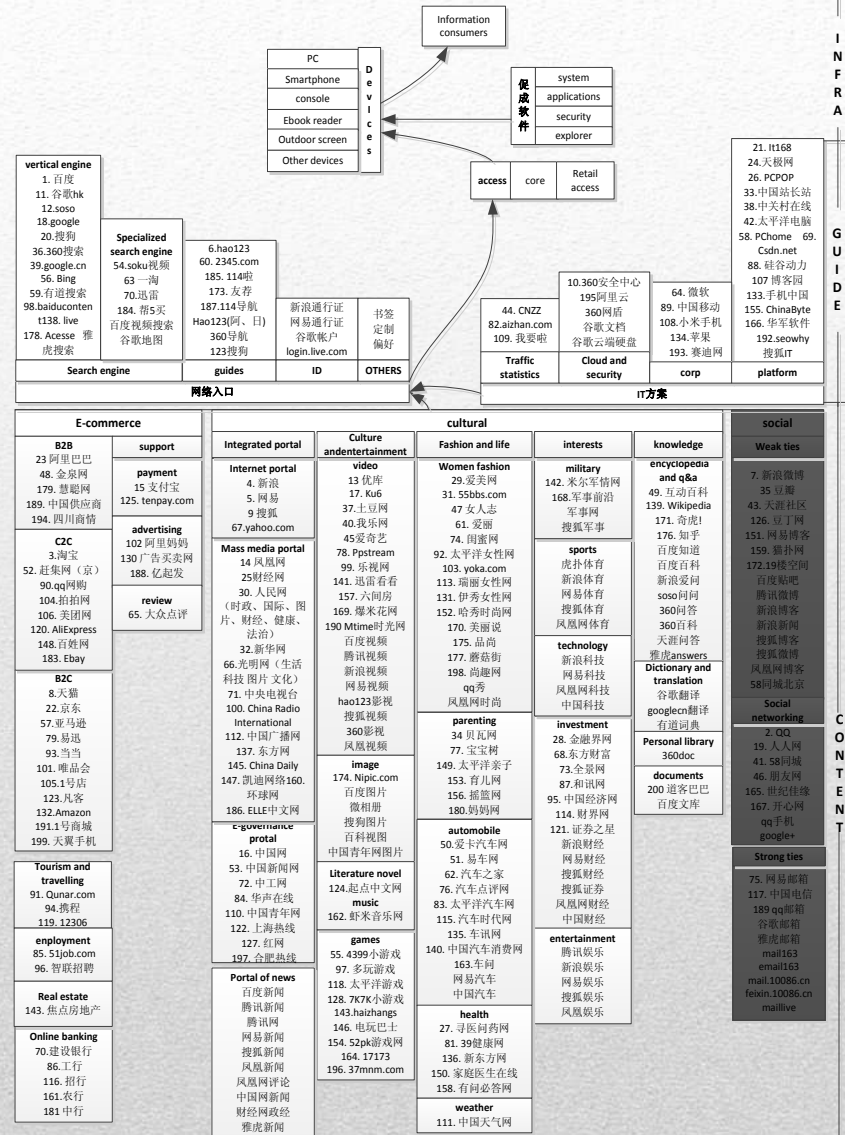 Information
consumers
PC
Smartphone
console
Ebook reader
Outdoor screen
Other devices
Devices
促成软件
system
applications
security
explorer
access
core
Retail
access
INFRA
GUIDE
CONTENT
vertical engine
1. 百度
11. 谷歌hk
12.soso
18.google
20.搜狗
36.360搜索
39.google.cn
56. Bing
59.有道搜索
98.baiduconten
t138. live
178. Acesse 雅
虎搜索
Specialized
search engine
54.soku视频
63 一淘
70.迅雷
184. 帮5买
百度视频搜索
谷歌地图
Search engine
6.hao123
60. 2345.com
185. 114啦
173. 友荐
187.114导航
Hao123(阿、日)
360导航
123搜狗
guides
新浪通行证
网易通行证
谷歌帐户
login.live.com
ID
书签
定制
偏好
OTHERS
网络入口
44. CNZZ
82.aizhan.com
109. 我要啦
Traffic
statistics
10.360安全中心
195阿里云
360网盾
谷歌文档
谷歌云端硬盘
Cloud and
security
64. 微软
89. 中国移动
108.小米手机
134.苹果
193. 赛迪网
corp
21. It168
24.天极网
26. PCPOP
33.中国站长站
38.中关村在线
42.太平洋电脑
58. PChome 69.
Csdn.net
88. 硅谷动力
107 博客园
133.手机中国
155. ChinaByte
166. 华军软件
192.seowhy
搜狐IT
platform
IT方案
E-commerce
B2B
23 阿里巴巴
48. 金泉网
179. 慧聪网
189. 中国供应商
194. 四川商情
C2C
3.淘宝
52. 赶集网（京）
90.qq网购
104.拍拍网
106. 美团网
120. AliExpress
148.百姓网
183. Ebay
B2C
8.天猫
22.京东
57.亚马逊
79.易迅
93.当当
101. 唯品会
105.1号店
123.凡客
132.Amazon
191.1号商城
199. 天翼手机
support
payment
15 支付宝
125. tenpay.com
advertising
102 阿里妈妈
130 广告买卖网
188. 亿起发
review
65. 大众点评
Tourism and
travelling
91. Qunar.com
94.携程
119. 12306
enployment
85. 51job.com
96. 智联招聘
Real estate
143. 焦点房地产
Online banking
70.建设银行
86.工行
116. 招行
161.农行
181 中行
cultural
Integrated portal
Internet portal
4. 新浪
5. 网易
9 搜狐
67.yahoo.com
Mass media portal
14 凤凰网
25财经网
30. 人民网
（时政、国际、图
片、财经、健康、
法治）
32.新华网
66.光明网（生活
科技 图片 文化）
71. 中央电视台
100. China Radio
International
112. 中国广播网
137. 东方网
145. China Daily
147. 凯迪网络160.
环球网
186. ELLE中文网
E-governance
protal
16. 中国网
53. 中国新闻网
72. 中工网
84. 华声在线
110. 中国青年网
122. 上海热线
127. 红网
197. 合肥热线
Portal of news
百度新闻
腾讯新闻
腾讯网
网易新闻
搜狐新闻
凤凰新闻
凤凰网评论
中国网新闻
财经网政经
雅虎新闻
Culture
andentertainment
video
13 优库
17. Ku6
37.土豆网
40.我乐网
45爱奇艺
78. Ppstream
99. 乐视网
141. 迅雷看看
157. 六间房
169. 爆米花网
190 Mtime时光网
百度视频
腾讯视频
新浪视频
网易视频
hao123影视
搜狐视频
360影视
凤凰视频
image
174. Nipic.com
百度图片
微相册
搜狗图片
百科视图
中国青年网图片
Literature novel
124.起点中文网
music
162. 虾米音乐网
games
55. 4399小游戏
97. 多玩游戏
118. 太平洋游戏
128. 7K7K小游戏
143.haizhangs
146. 电玩巴士
154. 52pk游戏网
164. 17173
196. 37mnm.com
Fashion and life
Women fashion
29.爱美网
31. 55bbs.com
47 女人志
61. 爱丽
74. 闺蜜网
92. 太平洋女性网
103. yoka.com
113. 瑞丽女性网
131. 伊秀女性网
152. 哈秀时尚网
170. 美丽说
175. 品尚
177. 蘑菇街
198. 尚趣网
qq秀
凤凰网时尚
parenting
34 贝瓦网
77. 宝宝树
149. 太平洋亲子
153. 育儿网
156. 摇篮网
180.妈妈网
automobile
50.爱卡汽车网
51. 易车网
62. 汽车之家
76. 汽车点评网
83. 太平洋汽车网
115. 汽车时代网
135. 车讯网
140. 中国汽车消费网
163.车问
网易汽车
中国汽车
health
27. 寻医问药网
81. 39健康网
136. 新东方网
150. 家庭医生在线
158. 有问必答网
weather
111. 中国天气网
interests
military
142. 米尔军情网
168.军事前沿
军事网
搜狐军事
sports
虎扑体育
新浪体育
网易体育
搜狐体育
凤凰网体育
technology
新浪科技
网易科技
凤凰网科技
中国科技
investment
28. 金融界网
68.东方财富
73.全景网
87.和讯网
95. 中国经济网
114. 财界网
121. 证券之星
新浪财经
网易财经
搜狐财经
搜狐证券
凤凰网财经
中国财经
entertainment
腾讯娱乐
新浪娱乐
网易娱乐
搜狐娱乐
凤凰娱乐
knowledge
encyclopedia
and q&a
49. 互动百科
139. Wikipedia
171. 奇虎!
176. 知乎
百度知道
百度百科
新浪爱问
soso问问
360问答
360百科
天涯问答
雅虎answers
Dictionary and
translation
谷歌翻译
googlecn翻译
有道词典
Personal library
360doc
documents
200 道客巴巴
百度文库
social
Weak ties
7. 新浪微博
35 豆瓣
43. 天涯社区
126. 豆丁网
151. 网易博客
159. 猫扑网
172.19楼空间
百度贴吧
腾讯微博
新浪博客
新浪新闻
搜狐博客
搜狐微博
凤凰网博客
58同城北京
Social
networking
2. QQ
19. 人人网
41. 58同城
46. 朋友网
165. 世纪佳缘
167. 开心网
qq手机
google+
Strong ties
75. 网易邮箱
117. 中国电信
189 qq邮箱
谷歌邮箱
雅虎邮箱
mail163
email163
mail.10086.cn
feixin.10086.cn
maillive